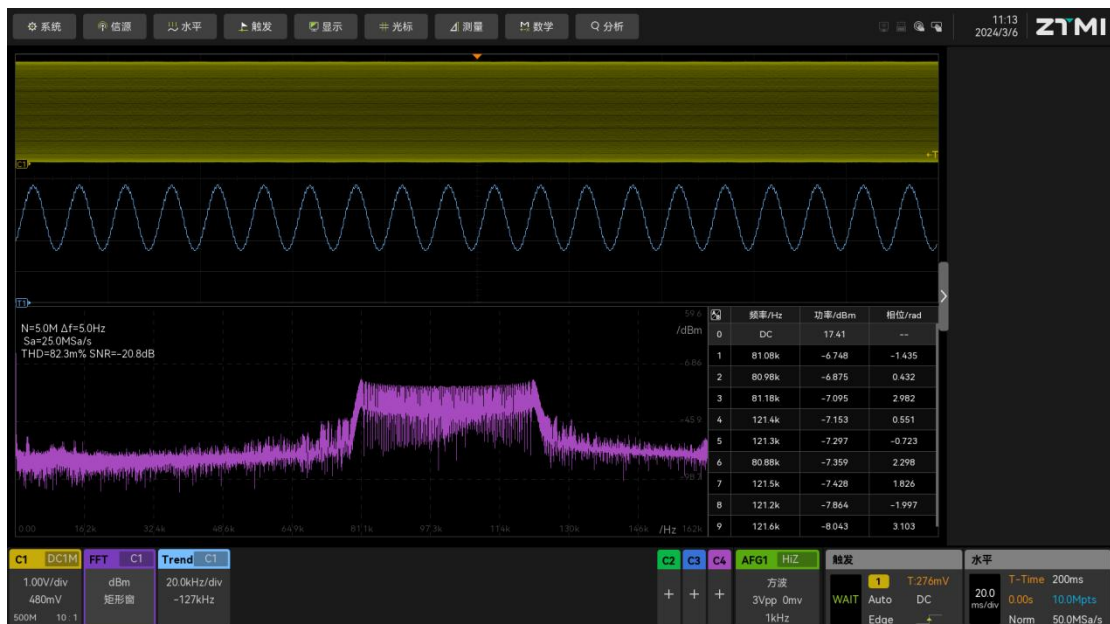 系统 信源 水平 触发 显示 光标 测量 数学 分析 11:13 2024/3/6 ZTMI
C1
T
T1
N=5.0M Δf=5.0Hz
Sa=25.0MSa/s
THD=82.3m% SNR=-20.8dB
59.6
/dBm
-6.86
-45.9
-98.3
0.00 16.2k 32.4k 48.6k 64.9k 81.1k 97.3k 114k 130k 146k /Hz 162k
频率/Hz 功率/dBm 相位/rad
0 DC 17.41 --
1 81.08k -6.748 -1.435
2 80.98k -6.875 0.432
3 81.18k -7.095 2.982
4 121.4k -7.153 0.551
5 121.3k -7.297 -0.723
6 80.88k -7.359 2.298
7 121.5k -7.428 1.826
8 121.2k -7.864 -1.997
9 121.6k -8.043 3.103
C1 DC1M FFT C1 Trend C1 C2 C3 C4 AFG1 HiZ 触发 水平
1.00V/div dBm 20.0kHz/div 方波 1 T:276mV T-Time 200ms
480mV 矩形窗 -127kHz + + + 3Vpp 0mv WAIT Auto DC 20.0 ms/div 0.00s 10.0Mpts
500M 10:1 1kHz Edge Norm 50.0MSa/s